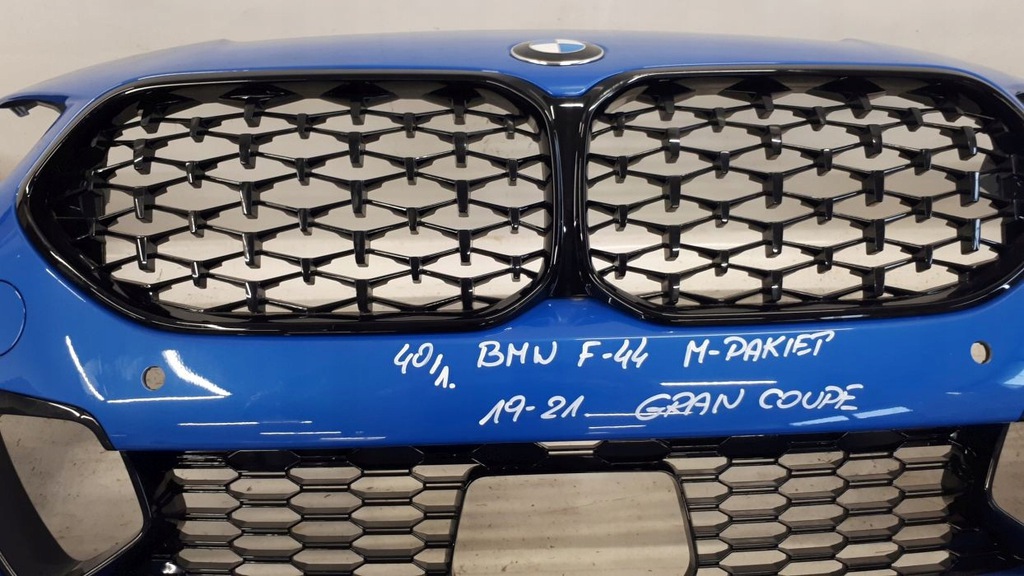 40/1. BMW F-44 M-PAKIET
19-21 GRAN COUPE